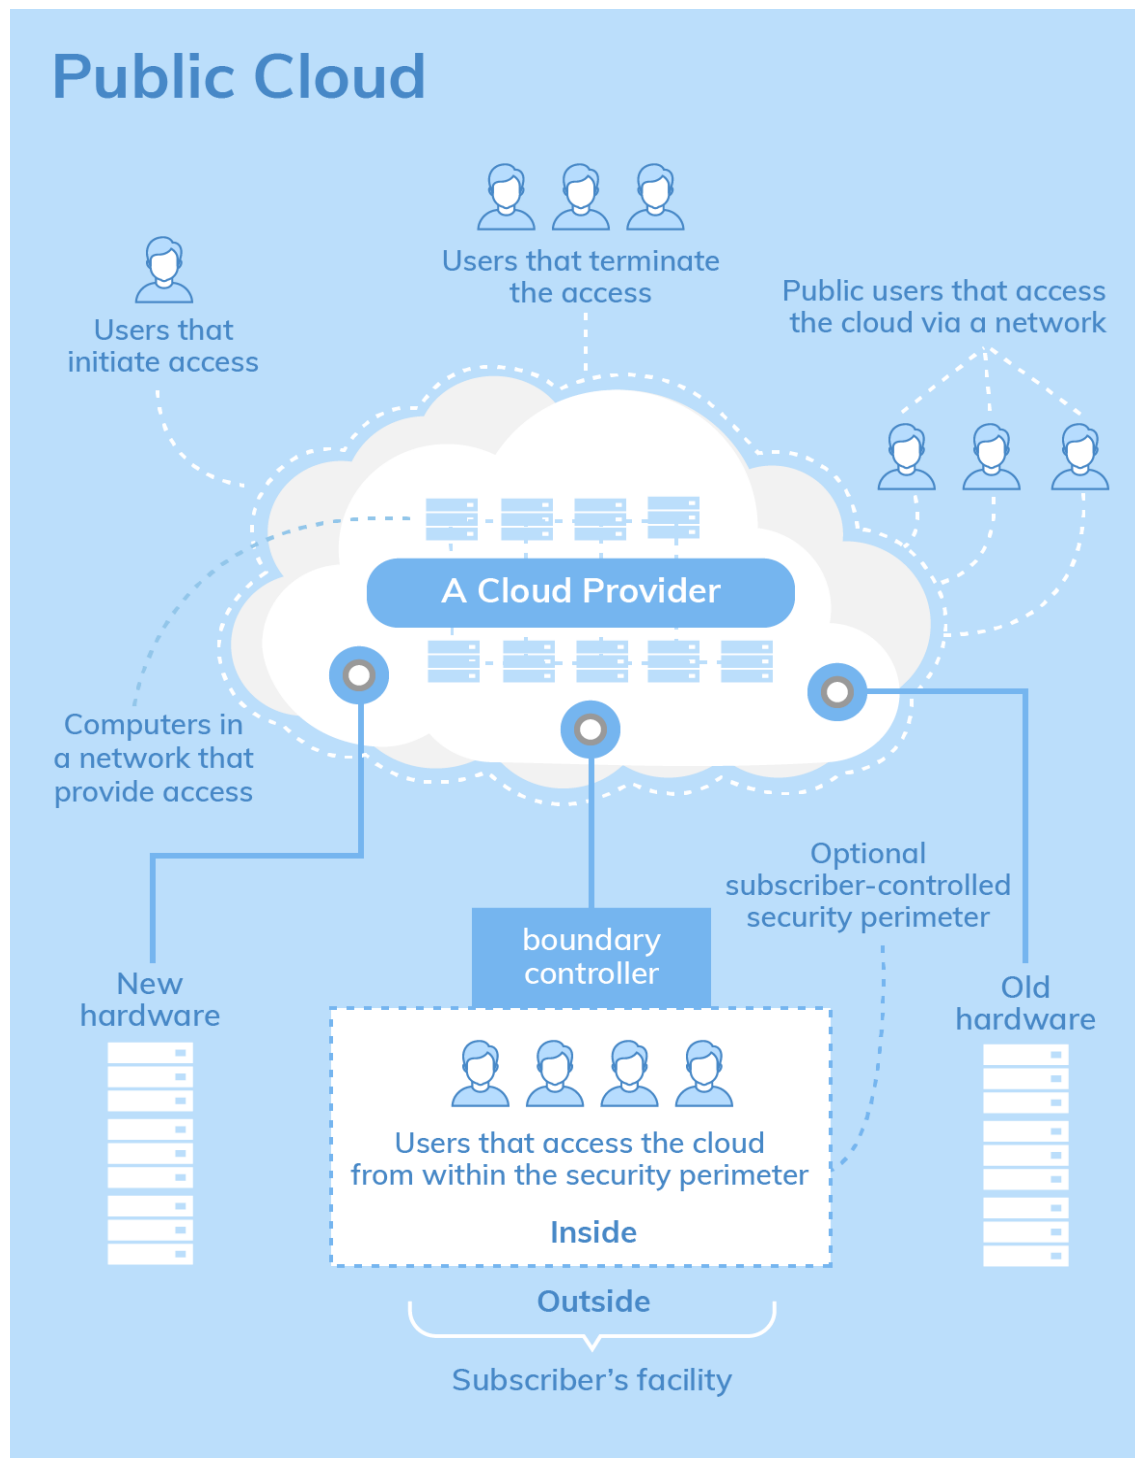 Public Cloud
Users that terminate
the access
Users that
initiate access
Public users that access
the cloud via a network
A Cloud Provider
Computers in
a network that
provide access
Optional
subscriber-controlled
security perimeter
boundary
controller
New
hardware
Old
hardware
Users that access the cloud
from within the security perimeter
Inside
Outside
Subscriber’s facility